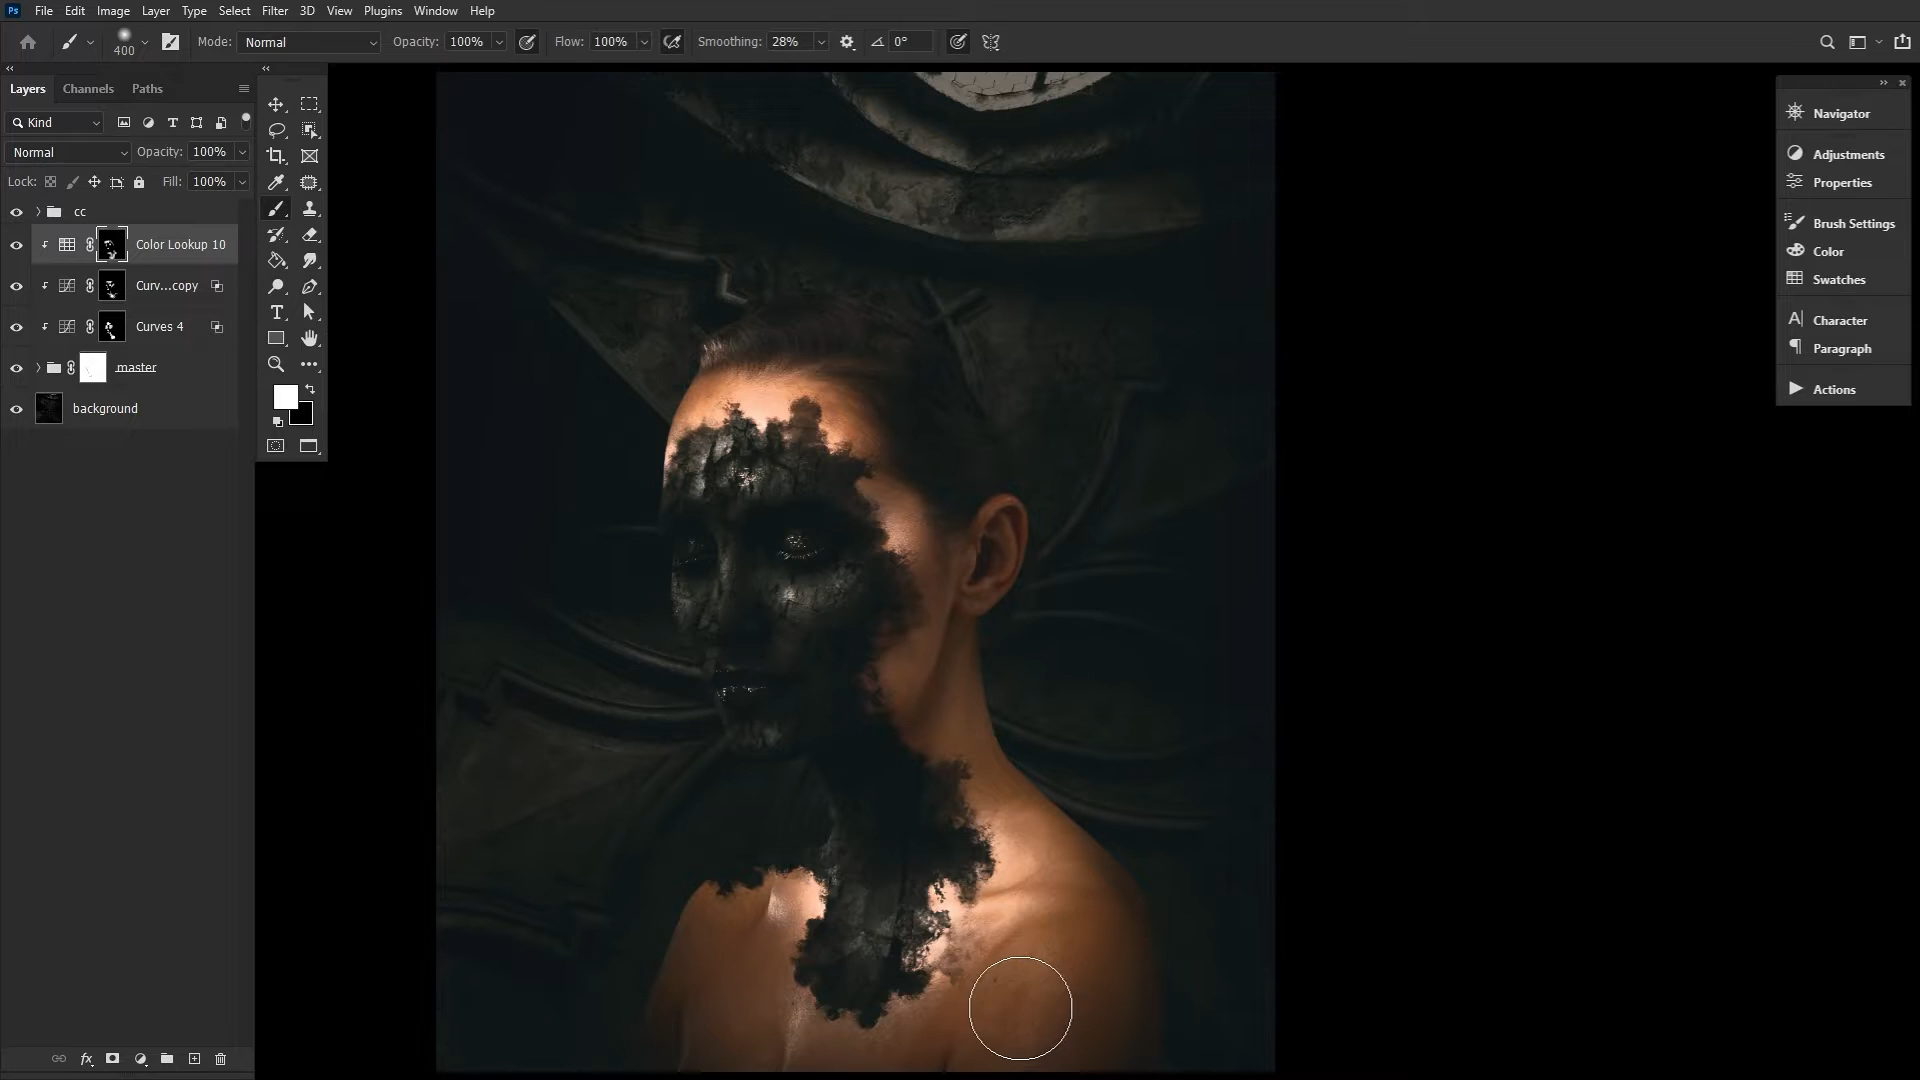 Ps File Edit Image Layer Type Select Filter 3D View Plugins Window Help
400 Mode: Normal Opacity: 100% Flow: 100% Smoothing: 28% 0°
Layers Channels Paths
Kind
Normal Opacity: 100%
Lock: Fill: 100%
cc
Color Lookup 10
Curv...copy
Curves 4
master
background
Navigator
Adjustments
Properties
Brush Settings
Color
Swatches
Character
Paragraph
Actions